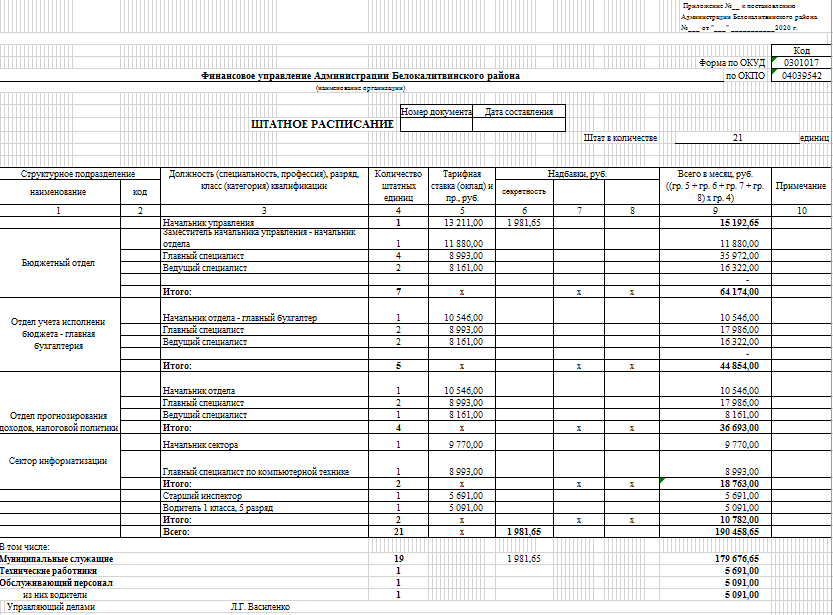 Приложение №__ к постановлению
Администрации Белокалитвинского района
№___ от "___" __________2020 г.
Код
Форма по ОКУД 0301017
Финансовое управление Администрации Белокалитвинского района по ОКПО 04039542
(наименование организации)
Номер документа Дата составления
ШТАТНОЕ РАСПИСАНИЕ
Штат в количестве 21 единиц
Структурное подразделение Должность (специальность, профессия), разряд, класс (категория) квалификации Количество штатных единиц Тарифная ставка (оклад) и пр., руб. Надбавки, руб. Всего в месяц, руб. ((гр. 5 + гр. 6 + гр. 7 + гр. 8) х гр. 4) Примечание
наименование код секретность
1 2 3 4 5 6 7 8 9 10
Начальник управления 1 13 211,00 1 981,65 15 192,65
Бюджетный отдел
Заместитель начальника управления - начальник отдела 1 11 880,00 11 880,00
Главный специалист 4 8 993,00 35 972,00
Ведущий специалист 2 8 161,00 16 322,00
-
Итого: 7 х х х 64 174,00
Отдел учета исполнени бюджета - главная бухгалтерия
Начальник отдела - главный бухгалтер 1 10 546,00 10 546,00
Главный специалист 2 8 993,00 17 986,00
Ведущий специалист 2 8 161,00 16 322,00
-
Итого: 5 х х х 44 854,00
Отдел прогнозирования доходов, налоговой политики
Начальник отдела 1 10 546,00 10 546,00
Главный специалист 2 8 993,00 17 986,00
Ведущий специалист 1 8 161,00 8 161,00
Итого: 4 х х х 36 693,00
Сектор информатизации
Начальник сектора 1 9 770,00 9 770,00
Главный специалист по компьютерной технике 1 8 993,00 8 993,00
Итого: 2 х х х 18 763,00
Старший инспектор 1 5 691,00 5 691,00
Водитель 1 класса, 5 разряд 1 5 091,00 5 091,00
Итого: 2 х х х 10 782,00
Всего: 21 х 1 981,65 190 458,65
В том числе:
Муниципальные служащие 19 1 981,65 179 676,65
Технические работники 1 5 691,00
Обслуживающий персонал 1 5 091,00
из них водители 1 5 091,00
Управляющий делами Л.Г. Василенко